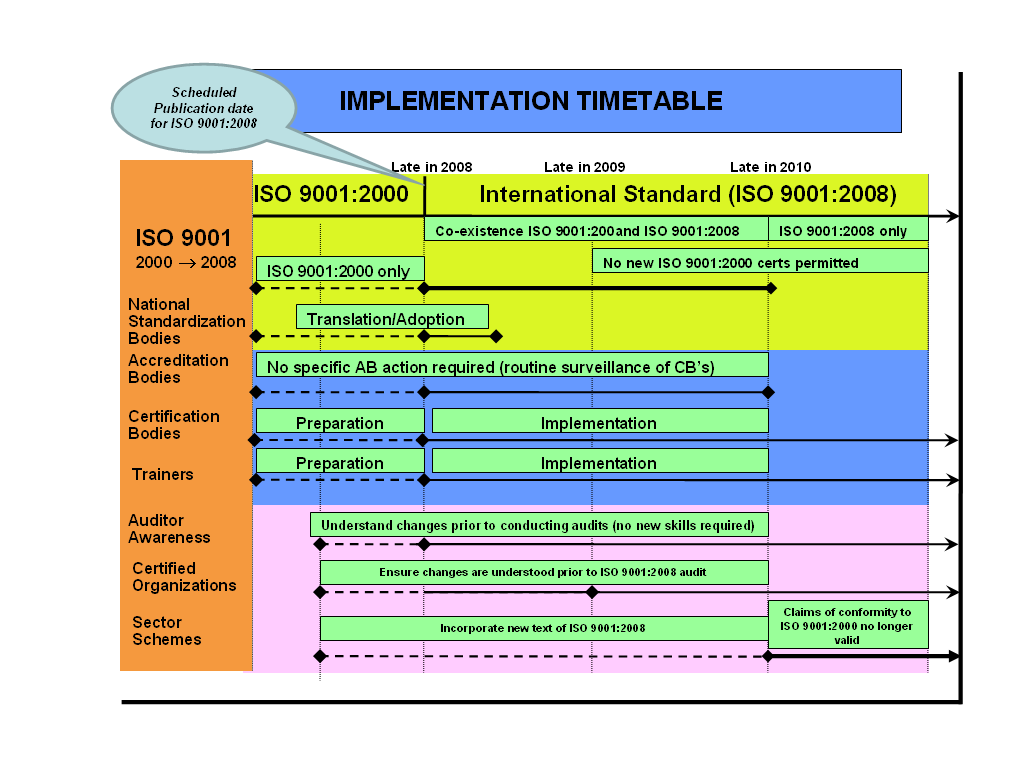 Scheduled
Publication date
for ISO 9001:2008
IMPLEMENTATION TIMETABLE
Late in 2008
Late in 2009
Late in 2010
ISO 9001:2000
International Standard (ISO 9001:2008)
ISO 9001
2000 → 2008
Co-existence ISO 9001:200and ISO 9001:2008
ISO 9001:2008 only
ISO 9001:2000 only
No new ISO 9001:2000 certs permitted
National
Standardization
Bodies
Translation/Adoption
Accreditation
Bodies
No specific AB action required (routine surveillance of CB's)
Certification
Bodies
Preparation
Implementation
Trainers
Preparation
Implementation
Auditor
Awareness
Understand changes prior to conducting audits (no new skills required)
Certified
Organizations
Ensure changes are understood prior to ISO 9001:2008 audit
Sector
Schemes
Incorporate new text of ISO 9001:2008
Claims of conformity to
ISO 9001:2000 no longer
valid